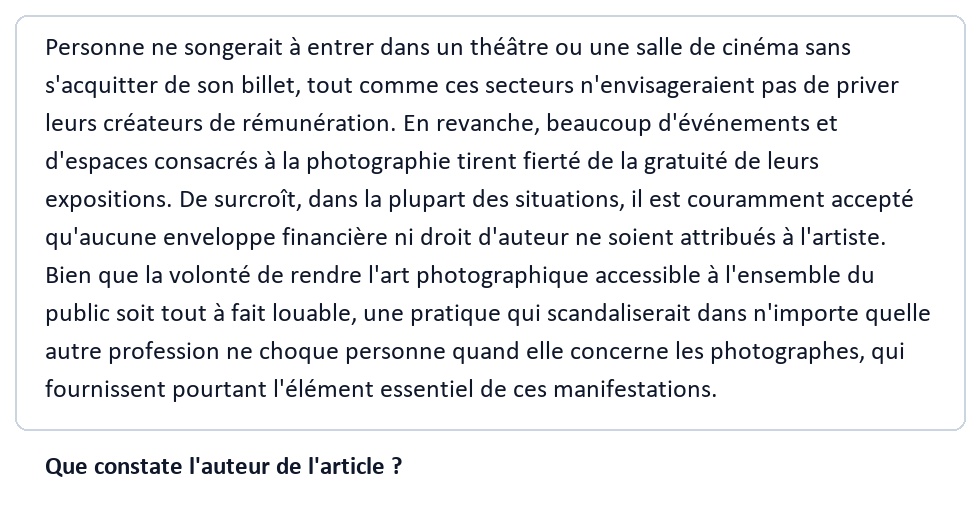 Personne ne songerait à entrer dans un théâtre ou une salle de cinéma sans
s'acquitter de son billet, tout comme ces secteurs n'envisageraient pas de priver
leurs créateurs de rémunération. En revanche, beaucoup d'événements et
d'espaces consacrés à la photographie tirent fierté de la gratuité de leurs
expositions. De surcroît, dans la plupart des situations, il est couramment accepté
qu'aucune enveloppe financière ni droit d'auteur ne soient attribués à l'artiste.
Bien que la volonté de rendre l'art photographique accessible à l'ensemble du
public soit tout à fait louable, une pratique qui scandaliserait dans n'importe quelle
autre profession ne choque personne quand elle concerne les photographes, qui
fournissent pourtant l'élément essentiel de ces manifestations.
Que constate l'auteur de l'article ?